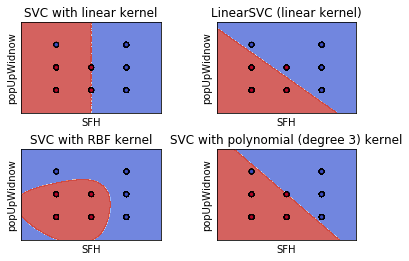 SVC with linear kernel
LinearSVC (linear kernel)
popUpWidnow
SFH
popUpWidnow
SFH
SVC with RBF kernel
SVC with polynomial (degree 3) kernel
popUpWidnow
SFH
popUpWidnow
SFH